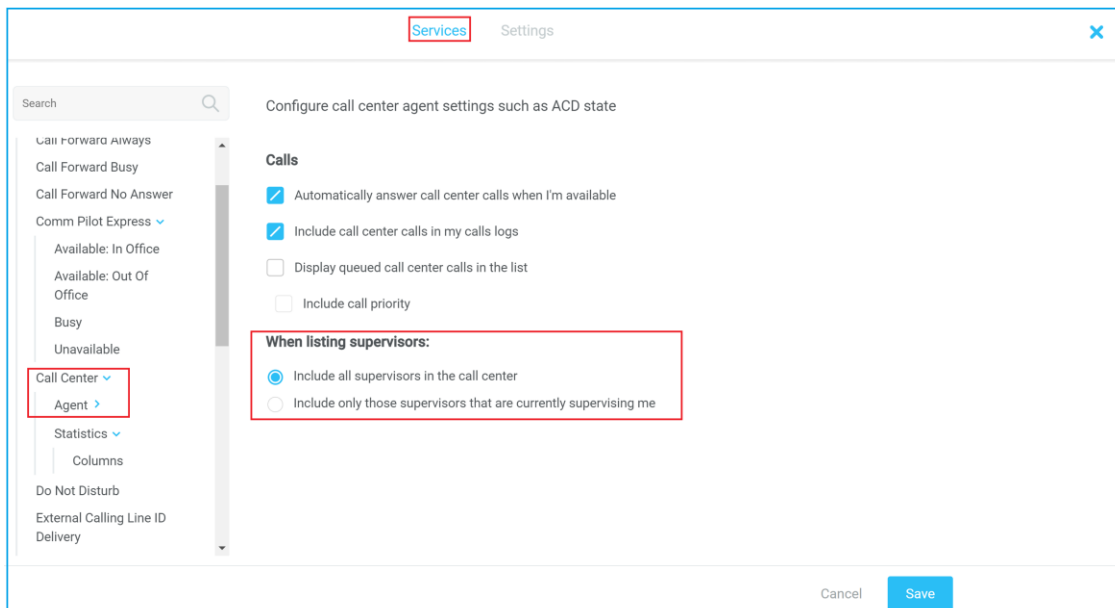 Services
Settings
Search
Configure call center agent settings such as ACD state
Call Forward Always
Call Forward Busy
Call Forward No Answer
Comm Pilot Express
Available: In Office
Available: Out Of
Office
Busy
Unavailable
Call Center
Agent
Statistics
Columns
Do Not Disturb
External Calling Line ID
Delivery
Calls
Automatically answer call center calls when I'm available
Include call center calls in my calls logs
Display queued call center calls in the list
Include call priority
When listing supervisors:
Include all supervisors in the call center
Include only those supervisors that are currently supervising me
Cancel
Save